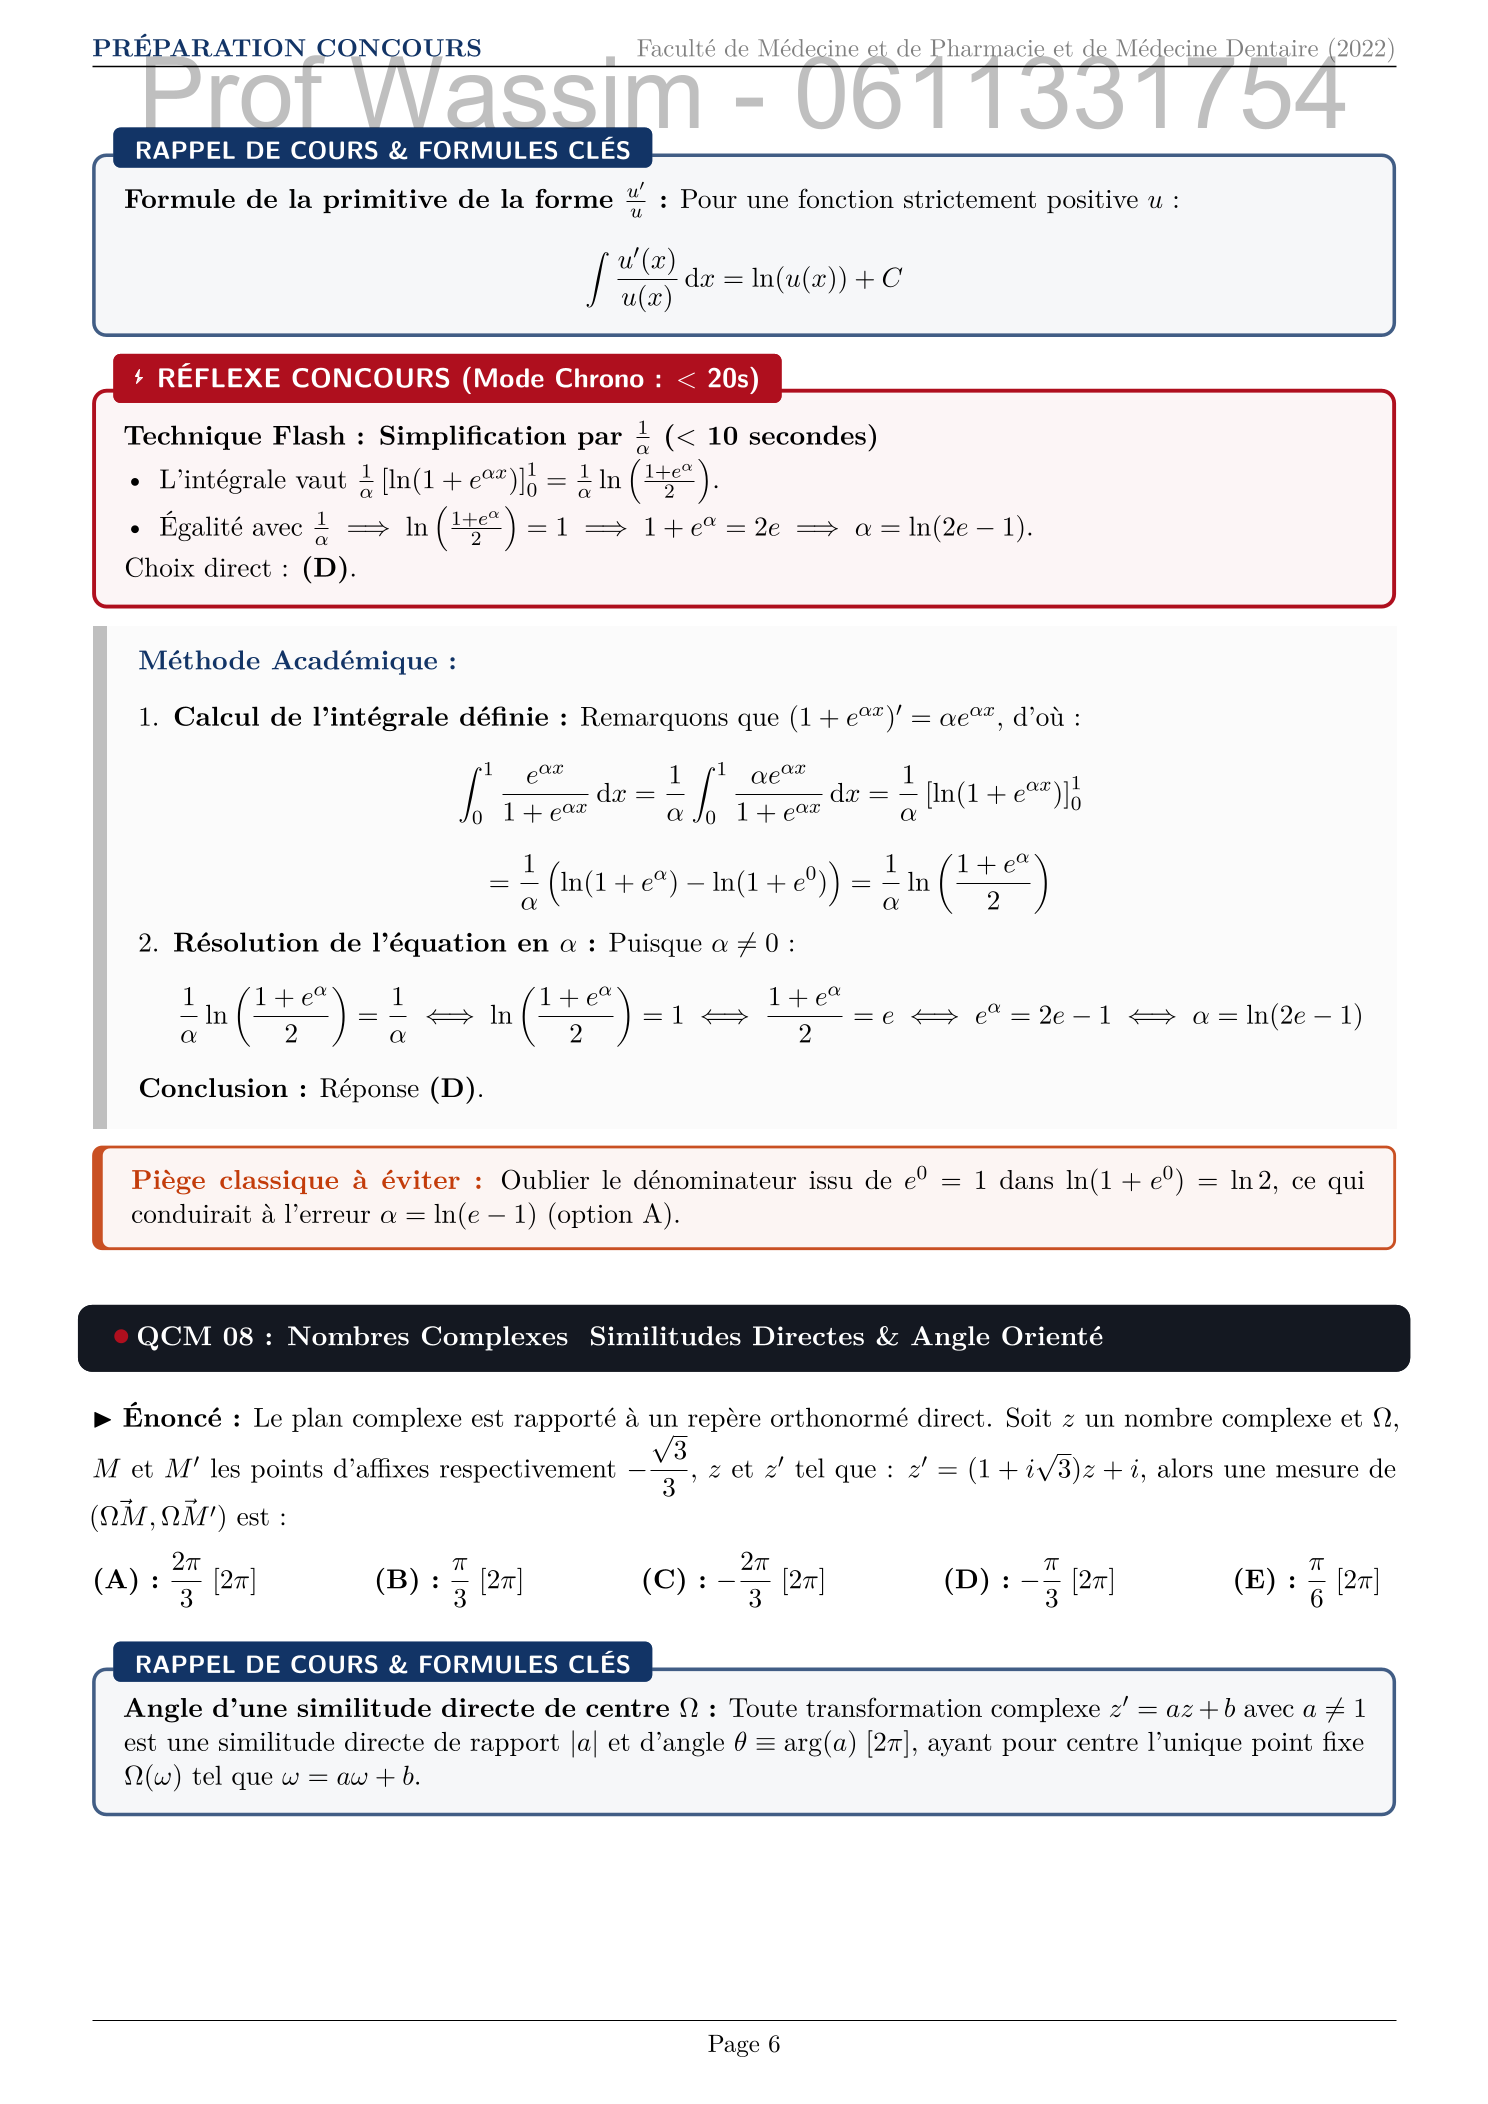 PRÉPARATION CONCOURS Faculté de Médecine et de Pharmacie et de Médecine Dentaire (2022)
Prof Wassim - 0611331754
RAPPEL DE COURS & FORMULES CLÉS
Formule de la primitive de la forme u′/u : Pour une fonction strictement positive u :
∫ u′(x)/u(x) dx = ln(u(x)) + C
RÉFLEXE CONCOURS (Mode Chrono : < 20s)
Technique Flash : Simplification par 1/α (< 10 secondes)
• L'intégrale vaut 1/α [ln(1 + e^{αx})]_0^1 = 1/α ln((1+e^α)/2).
• Égalité avec 1/α ⟹ ln((1+e^α)/2) = 1 ⟹ 1 + e^α = 2e ⟹ α = ln(2e − 1).
Choix direct : (D).
Méthode Académique :
1. Calcul de l'intégrale définie : Remarquons que (1 + e^{αx})′ = αe^{αx}, d'où :
∫_0^1 e^{αx}/(1 + e^{αx}) dx = 1/α ∫_0^1 αe^{αx}/(1 + e^{αx}) dx = 1/α [ln(1 + e^{αx})]_0^1
= 1/α (ln(1 + e^α) − ln(1 + e^0)) = 1/α ln((1 + e^α)/2)
2. Résolution de l'équation en α : Puisque α ≠ 0 :
1/α ln((1 + e^α)/2) = 1/α ⟺ ln((1 + e^α)/2) = 1 ⟺ (1 + e^α)/2 = e ⟺ e^α = 2e − 1 ⟺ α = ln(2e − 1)
Conclusion : Réponse (D).
Piège classique à éviter : Oublier le dénominateur issu de e^0 = 1 dans ln(1 + e^0) = ln 2, ce qui
conduirait à l'erreur α = ln(e − 1) (option A).
● QCM 08 : Nombres Complexes Similitudes Directes & Angle Orienté
▶ Énoncé : Le plan complexe est rapporté à un repère orthonormé direct. Soit z un nombre complexe et Ω,
M et M′ les points d'affixes respectivement −√3/3, z et z′ tel que : z′ = (1 + i√3)z + i, alors une mesure de
(ΩM⃗, ΩM⃗′) est :
(A) : 2π/3 [2π] (B) : π/3 [2π] (C) : −2π/3 [2π] (D) : −π/3 [2π] (E) : π/6 [2π]
RAPPEL DE COURS & FORMULES CLÉS
Angle d'une similitude directe de centre Ω : Toute transformation complexe z′ = az + b avec a ≠ 1
est une similitude directe de rapport |a| et d'angle θ ≡ arg(a) [2π], ayant pour centre l'unique point fixe
Ω(ω) tel que ω = aω + b.
Page 6